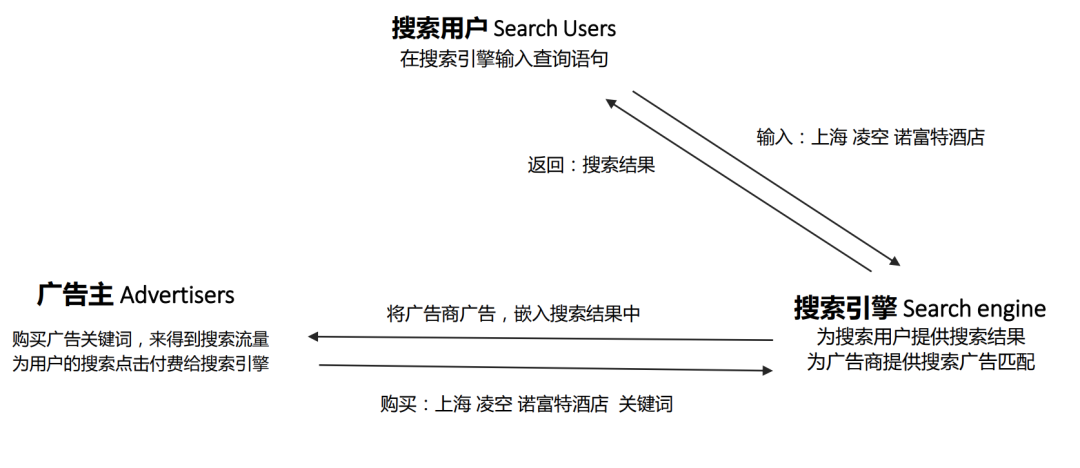 搜索用户 Search Users
在搜索引擎输入查询语句
输入：上海 凌空 诺富特酒店
返回：搜索结果
广告主 Advertisers
购买广告关键词，来得到搜索流量
为用户的搜索点击付费给搜索引擎
将广告商广告，嵌入搜索结果中
购买：上海 凌空 诺富特酒店 关键词
搜索引擎 Search engine
为搜索用户提供搜索结果
为广告商提供搜索广告匹配